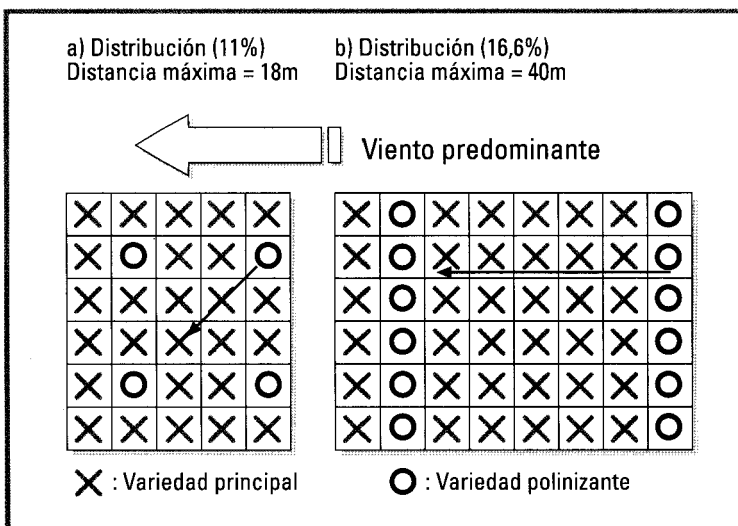 a) Distribución (11%)
Distancia máxima = 18m
b) Distribución (16,6%)
Distancia máxima = 40m
Viento predominante
X X X X X
X O X X O
X X X X X
X X X X X
X O X X O
X X X X X
X O X X X X X X O
X O X X X X X X O
X O X X X X X X O
X O X X X X X X O
X O X X X X X X O
X O X X X X X X O
X : Variedad principal
O : Variedad polinizante